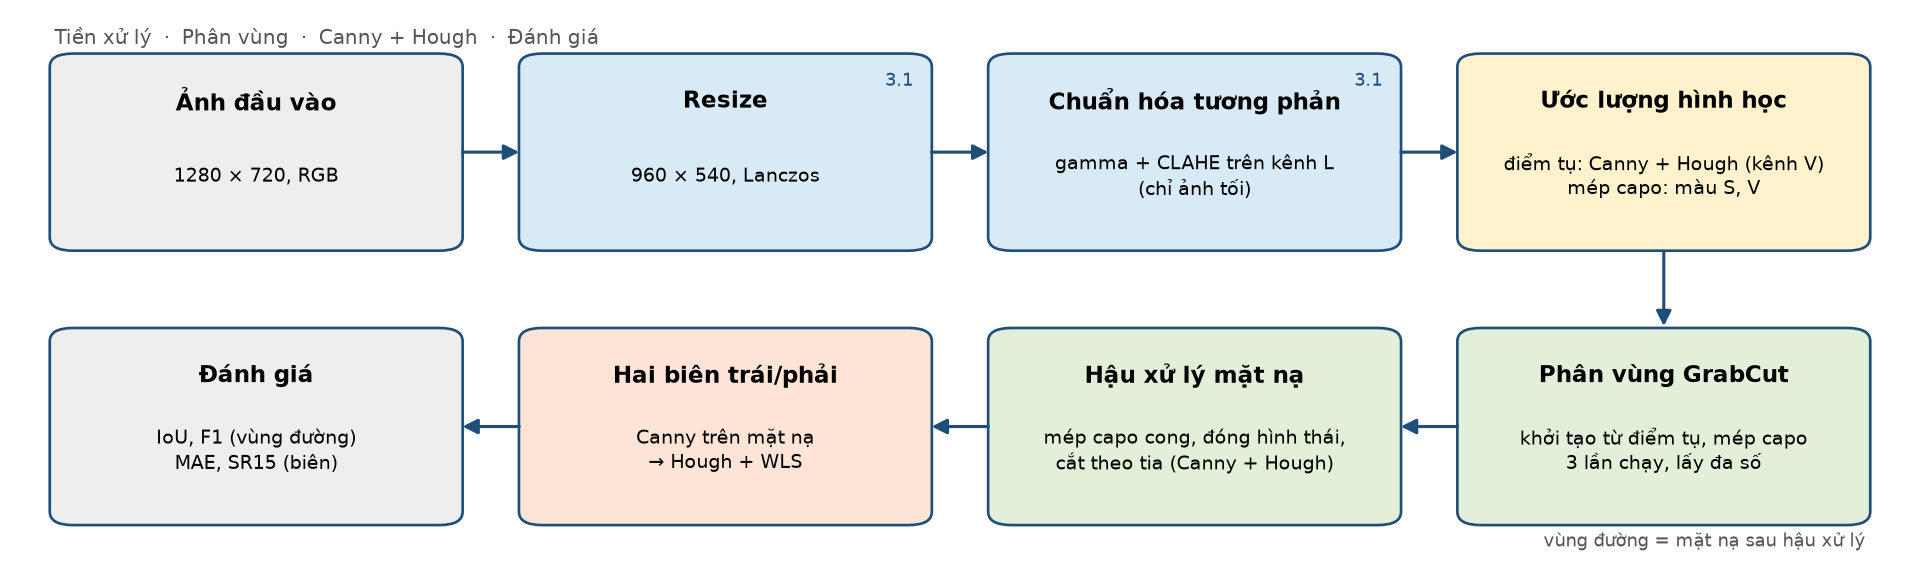 Tiền xử lý · Phân vùng · Canny + Hough · Đánh giá
Ảnh đầu vào
1280 × 720, RGB
3.1
Resize
960 × 540, Lanczos
3.1
Chuẩn hóa tương phản
gamma + CLAHE trên kênh L
(chỉ ảnh tối)
Ước lượng hình học
điểm tụ: Canny + Hough (kênh V)
mép capo: màu S, V
Phân vùng GrabCut
khởi tạo từ điểm tụ, mép capo
3 lần chạy, lấy đa số
Hậu xử lý mặt nạ
mép capo cong, đóng hình thái,
cắt theo tia (Canny + Hough)
Hai biên trái/phải
Canny trên mặt nạ
→ Hough + WLS
Đánh giá
IoU, F1 (vùng đường)
MAE, SR15 (biên)
vùng đường = mặt nạ sau hậu xử lý